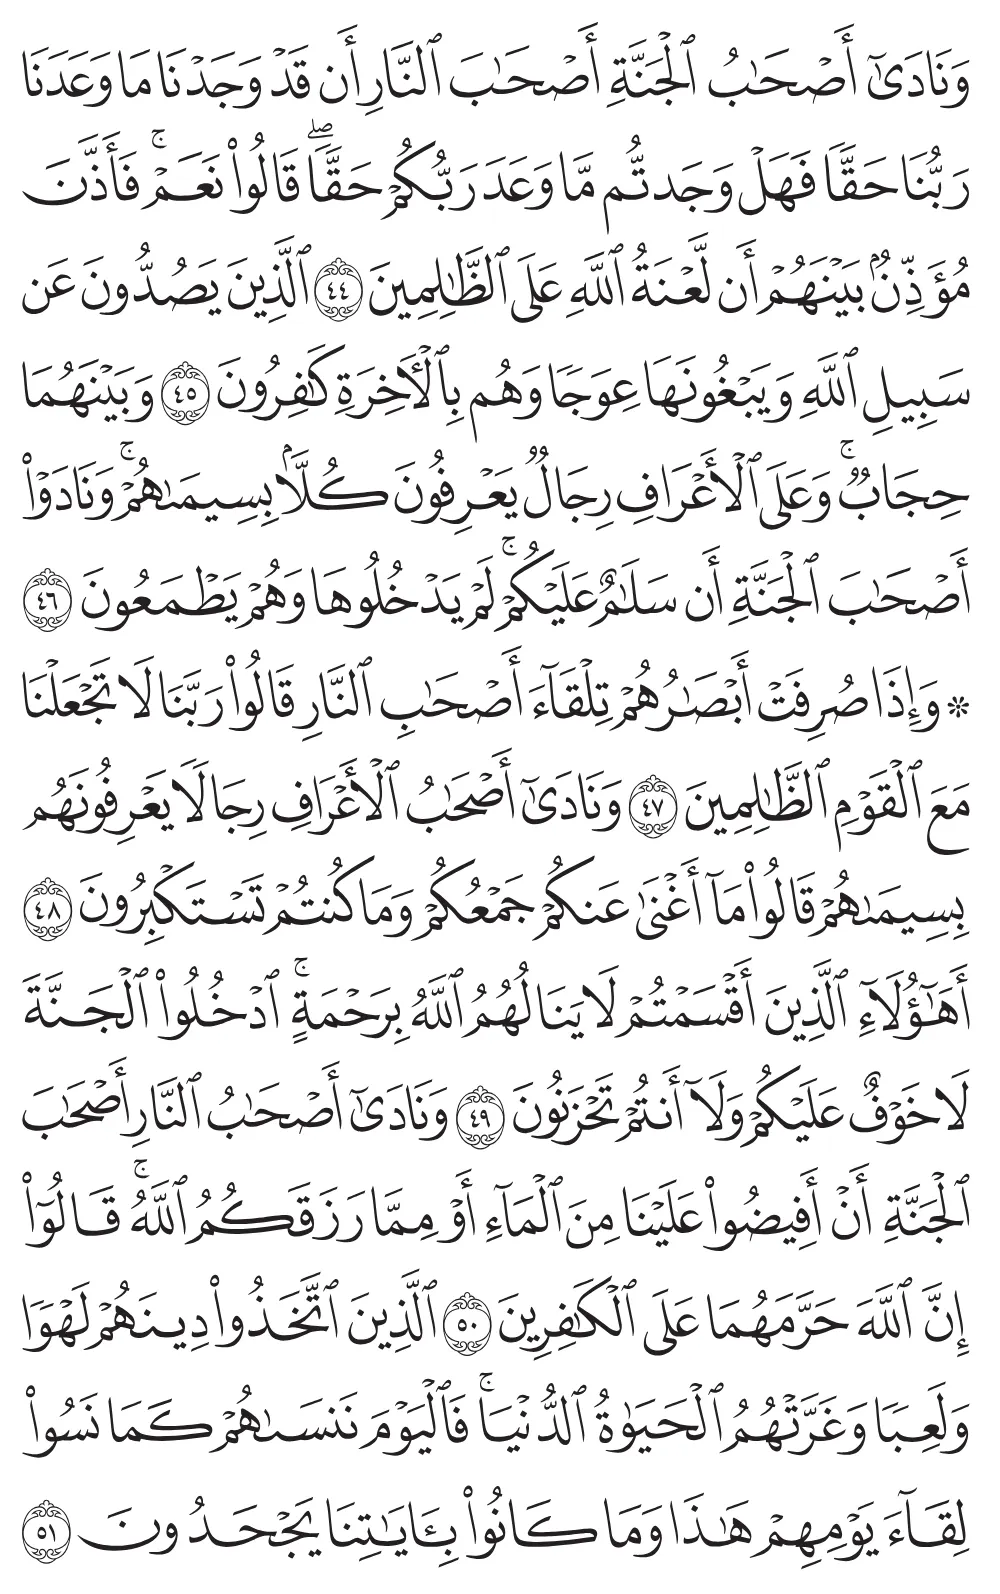 وَنَادَىٰٓ أَصْحَٰبُ ٱلْجَنَّةِ أَصْحَٰبَ ٱلنَّارِ أَن قَدْ وَجَدْنَا مَا وَعَدَنَا
رَبُّنَا حَقًّا فَهَلْ وَجَدتُّم مَّا وَعَدَ رَبُّكُمْ حَقًّا ۖ قَالُوا۟ نَعَمْ ۚ فَأَذَّنَ
مُؤَذِّنٌۢ بَيْنَهُمْ أَن لَّعْنَةُ ٱللَّهِ عَلَى ٱلظَّٰلِمِينَ ٤٤ ٱلَّذِينَ يَصُدُّونَ عَن
سَبِيلِ ٱللَّهِ وَيَبْغُونَهَا عِوَجًا وَهُم بِٱلْـَٔاخِرَةِ كَٰفِرُونَ ٤٥ وَبَيْنَهُمَا
حِجَابٌ ۚ وَعَلَى ٱلْأَعْرَافِ رِجَالٌ يَعْرِفُونَ كُلًّۢا بِسِيمَىٰهُمْ ۚ وَنَادَوْا۟
أَصْحَٰبَ ٱلْجَنَّةِ أَن سَلَٰمٌ عَلَيْكُمْ ۚ لَمْ يَدْخُلُوهَا وَهُمْ يَطْمَعُونَ ٤٦
۞ وَإِذَا صُرِفَتْ أَبْصَٰرُهُمْ تِلْقَآءَ أَصْحَٰبِ ٱلنَّارِ قَالُوا۟ رَبَّنَا لَا تَجْعَلْنَا
مَعَ ٱلْقَوْمِ ٱلظَّٰلِمِينَ ٤٧ وَنَادَىٰٓ أَصْحَٰبُ ٱلْأَعْرَافِ رِجَالًا يَعْرِفُونَهُم
بِسِيمَىٰهُمْ قَالُوا۟ مَآ أَغْنَىٰ عَنكُمْ جَمْعُكُمْ وَمَا كُنتُمْ تَسْتَكْبِرُونَ ٤٨
أَهَٰٓؤُلَآءِ ٱلَّذِينَ أَقْسَمْتُمْ لَا يَنَالُهُمُ ٱللَّهُ بِرَحْمَةٍ ۚ ٱدْخُلُوا۟ ٱلْجَنَّةَ
لَا خَوْفٌ عَلَيْكُمْ وَلَآ أَنتُمْ تَحْزَنُونَ ٤٩ وَنَادَىٰٓ أَصْحَٰبُ ٱلنَّارِ أَصْحَٰبَ
ٱلْجَنَّةِ أَنْ أَفِيضُوا۟ عَلَيْنَا مِنَ ٱلْمَآءِ أَوْ مِمَّا رَزَقَكُمُ ٱللَّهُ ۚ قَالُوٓا۟
إِنَّ ٱللَّهَ حَرَّمَهُمَا عَلَى ٱلْكَٰفِرِينَ ٥٠ ٱلَّذِينَ ٱتَّخَذُوا۟ دِينَهُمْ لَهْوًا
وَلَعِبًا وَغَرَّتْهُمُ ٱلْحَيَوٰةُ ٱلدُّنْيَا ۚ فَٱلْيَوْمَ نَنسَىٰهُمْ كَمَا نَسُوا۟
لِقَآءَ يَوْمِهِمْ هَٰذَا وَمَا كَانُوا۟ بِـَٔايَٰتِنَا يَجْحَدُونَ ٥١